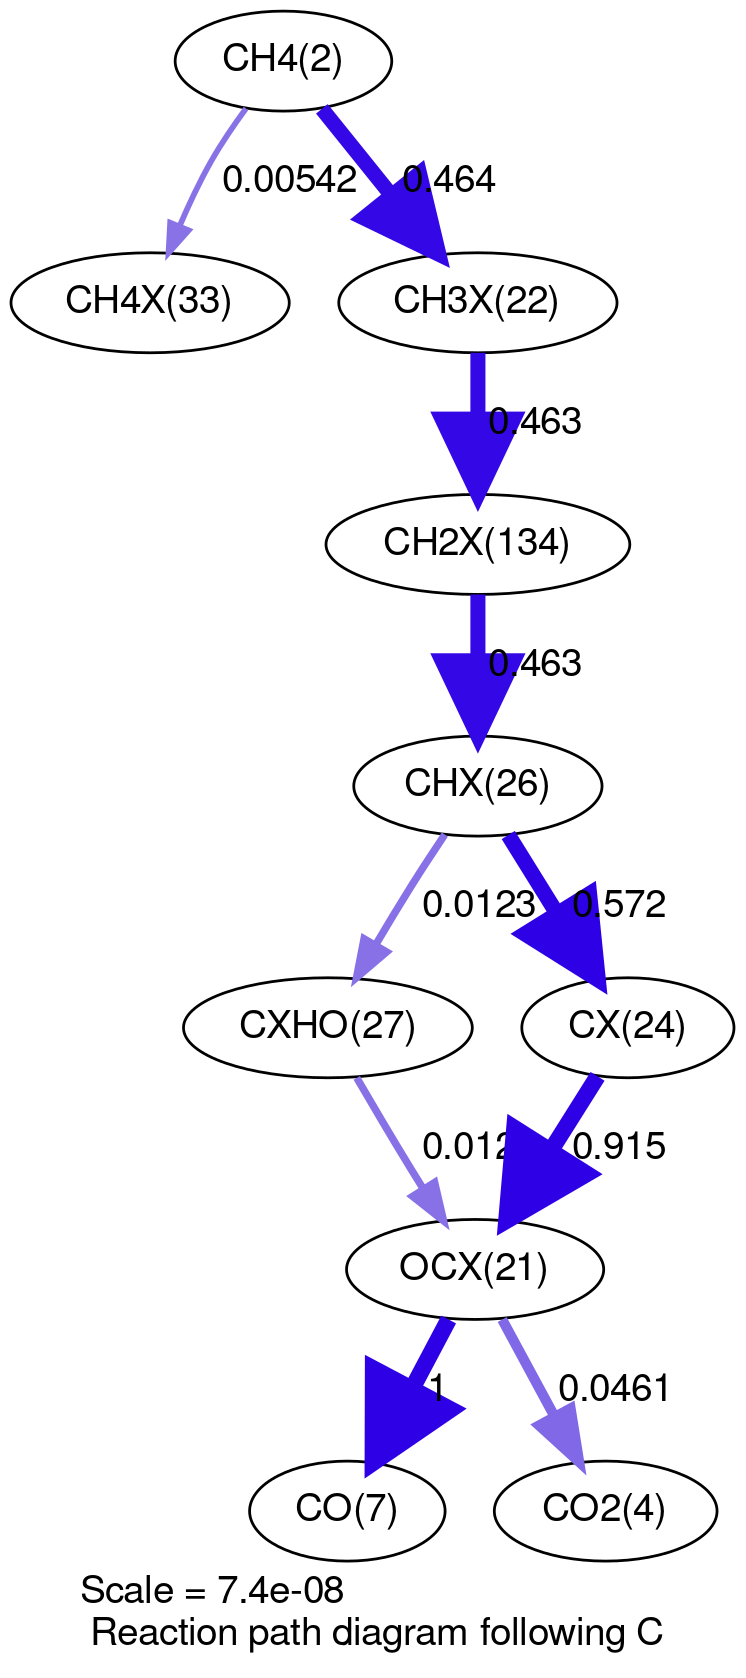 CH4(2)
0.00542
0.464
CH4X(33)
CH3X(22)
0.463
CH2X(134)
0.463
CHX(26)
0.0123
0.572
CXHO(27)
CX(24)
0.915
OCX(21)
1
0.0461
CO(7)
CO2(4)
Scale = 7.4e-08
Reaction path diagram following C